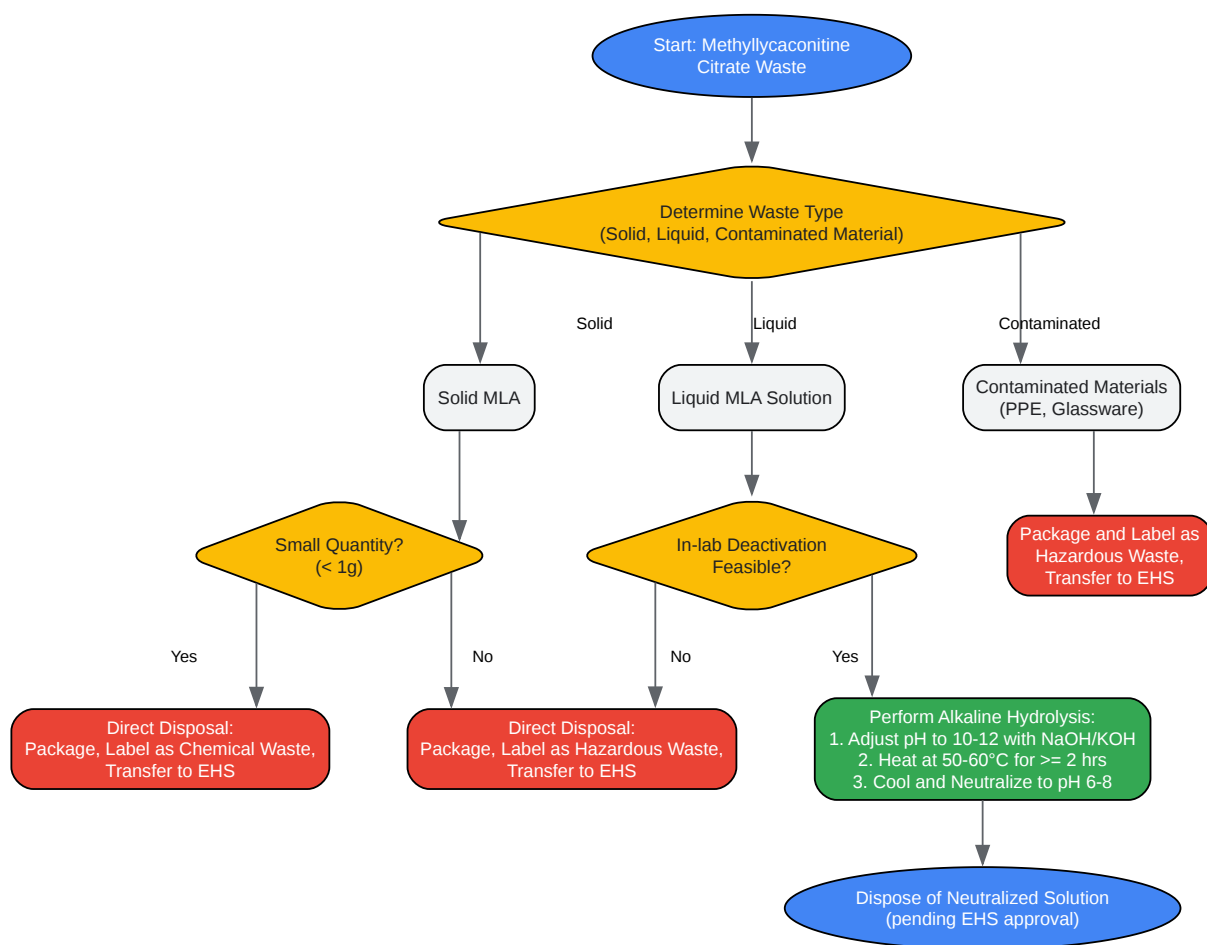 Start: Methyllycaconitine
Citrate Waste
Determine Waste Type
(Solid, Liquid, Contaminated Material)
Solid
Liquid
Contaminated
Solid MLA
Liquid MLA Solution
Contaminated Materials
(PPE, Glassware)
Small Quantity?
(< 1g)
In-lab Deactivation
Feasible?
Package and Label as
Hazardous Waste,
Transfer to EHS
Yes
No
No
Yes
Direct Disposal:
Package, Label as Chemical Waste,
Transfer to EHS
Direct Disposal:
Package, Label as Hazardous Waste,
Transfer to EHS
Perform Alkaline Hydrolysis:
1. Adjust pH to 10-12 with NaOH/KOH
2. Heat at 50-60°C for >= 2 hrs
3. Cool and Neutralize to pH 6-8
Dispose of Neutralized Solution
(pending EHS approval)